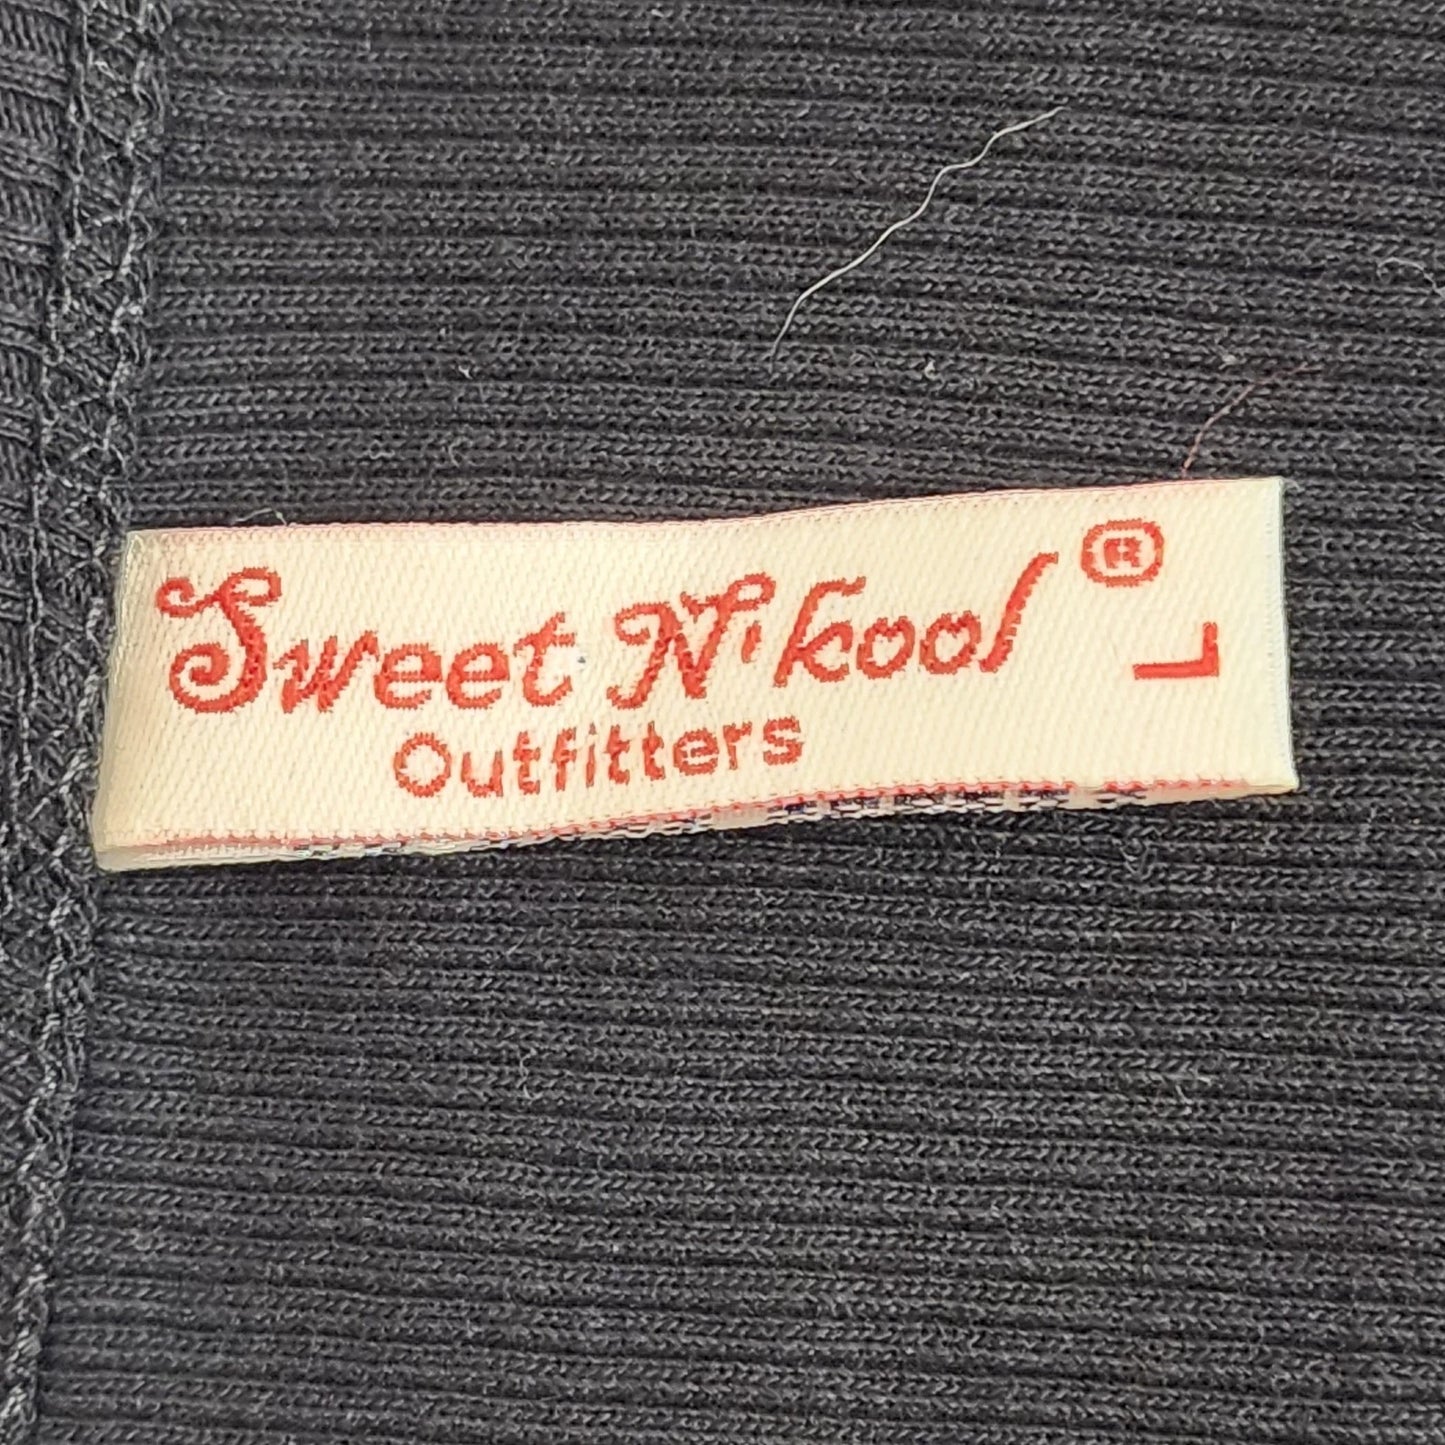 Sweet N' Kool ®
Outfitters
L